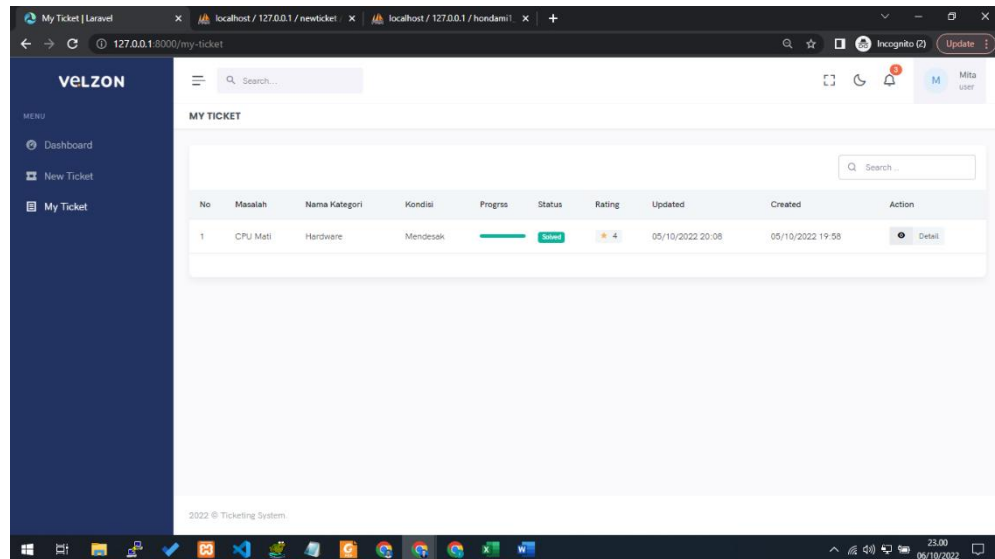 My Ticket | Laravel
localhost / 127.0.0.1 / newticket
localhost / 127.0.0.1 / hondami1_
127.0.0.1:8000/my-ticket
Incognito (2)
Update
VELZON
Search...
3
M
Mita
user
MENU
MY TICKET
Dashboard
New Ticket
My Ticket
Search...
No Masalah Nama Kategori Kondisi Progrss Status Rating Updated Created Action
1 CPU Mati Hardware Mendesak Solved 4 05/10/2022 20:08 05/10/2022 19:58 Detail
2022 © Ticketing System.
23.00
06/10/2022